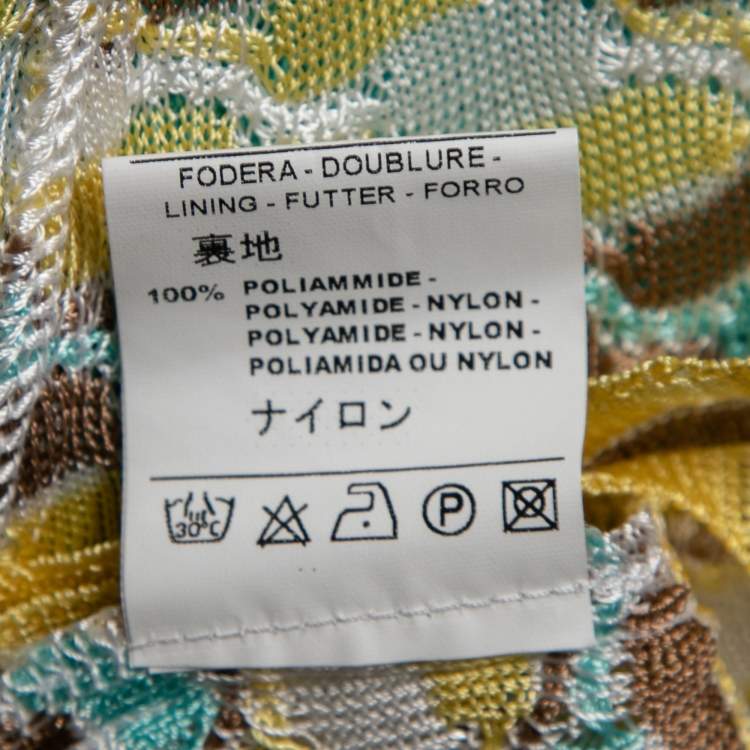 FODERA - DOUBLURE -
LINING - FUTTER - FORRO
裏地
100% POLIAMMIDE -
POLYAMIDE - NYLON -
POLYAMIDE - NYLON -
POLIAMIDA OU NYLON
ナイロン
30°C P